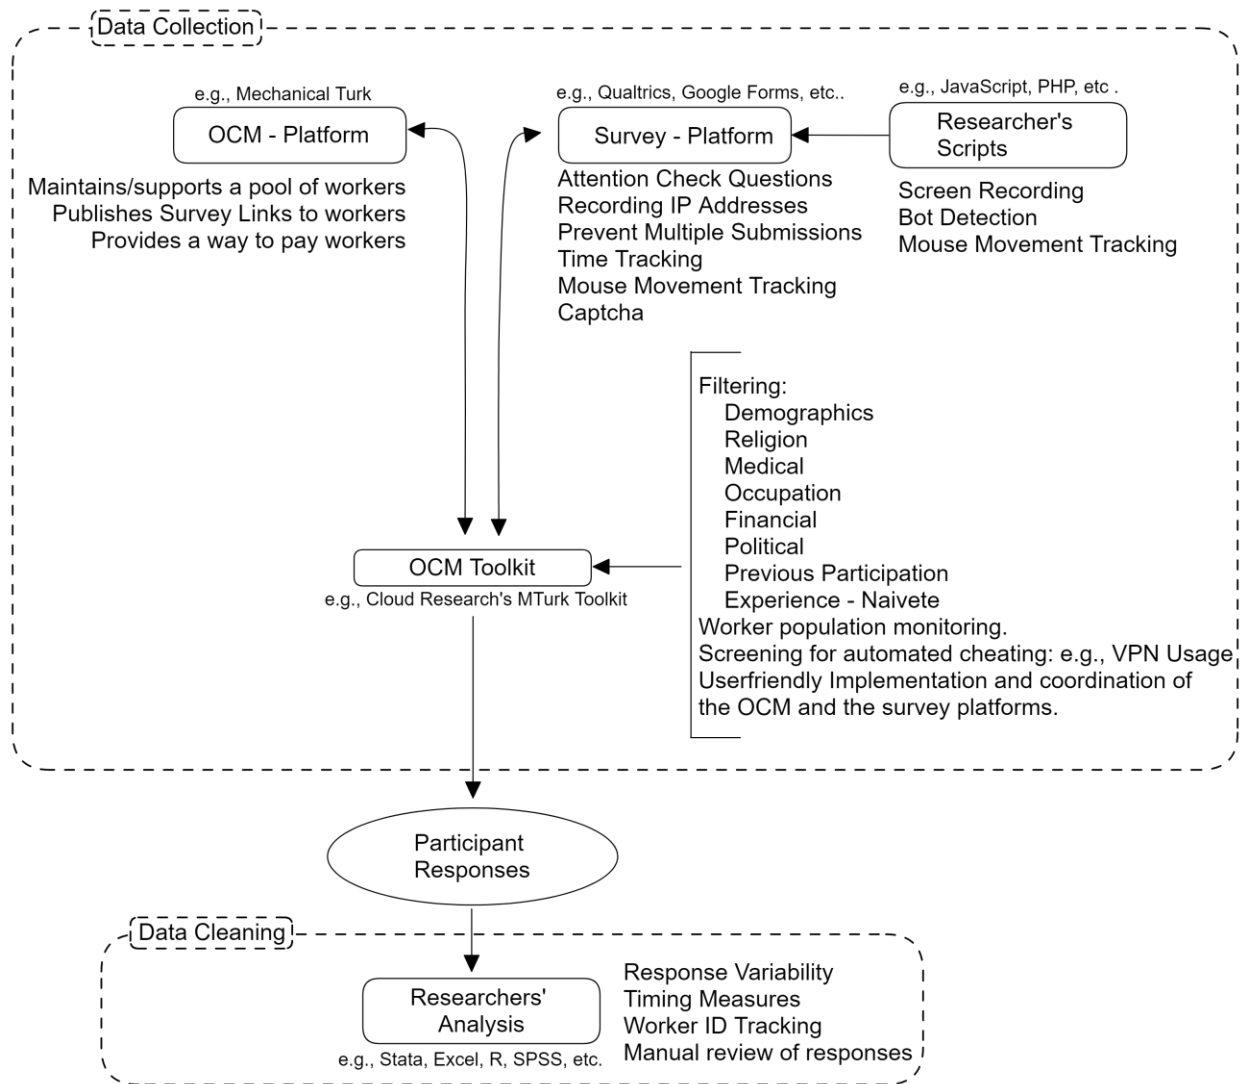 Data Collection
e.g., Mechanical Turk
OCM - Platform
Maintains/supports a pool of workers
Publishes Survey Links to workers
Provides a way to pay workers
e.g., Qualtrics, Google Forms, etc..
Survey - Platform
Attention Check Questions
Recording IP Addresses
Prevent Multiple Submissions
Time Tracking
Mouse Movement Tracking
Captcha
e.g., JavaScript, PHP, etc .
Researcher's
Scripts
Screen Recording
Bot Detection
Mouse Movement Tracking
Filtering:
Demographics
Religion
Medical
Occupation
Financial
Political
Previous Participation
Experience - Naivete
Worker population monitoring.
Screening for automated cheating: e.g., VPN Usage
Userfriendly Implementation and coordination of
the OCM and the survey platforms.
OCM Toolkit
e.g., Cloud Research's MTurk Toolkit
Participant
Responses
Data Cleaning
Researchers'
Analysis
e.g., Stata, Excel, R, SPSS, etc.
Response Variability
Timing Measures
Worker ID Tracking
Manual review of responses